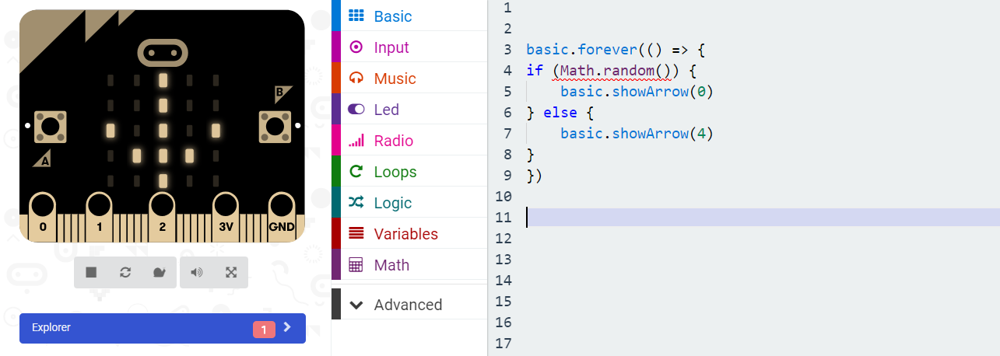 B
A
0 1 2 3V GND
Explorer 1
Basic
Input
Music
Led
Radio
Loops
Logic
Variables
Math
Advanced
1
2
3 basic.forever(() => {
4 if (Math.random()) {
5     basic.showArrow(0)
6 } else {
7     basic.showArrow(4)
8 }
9 })
10
11
12
13
14
15
16
17